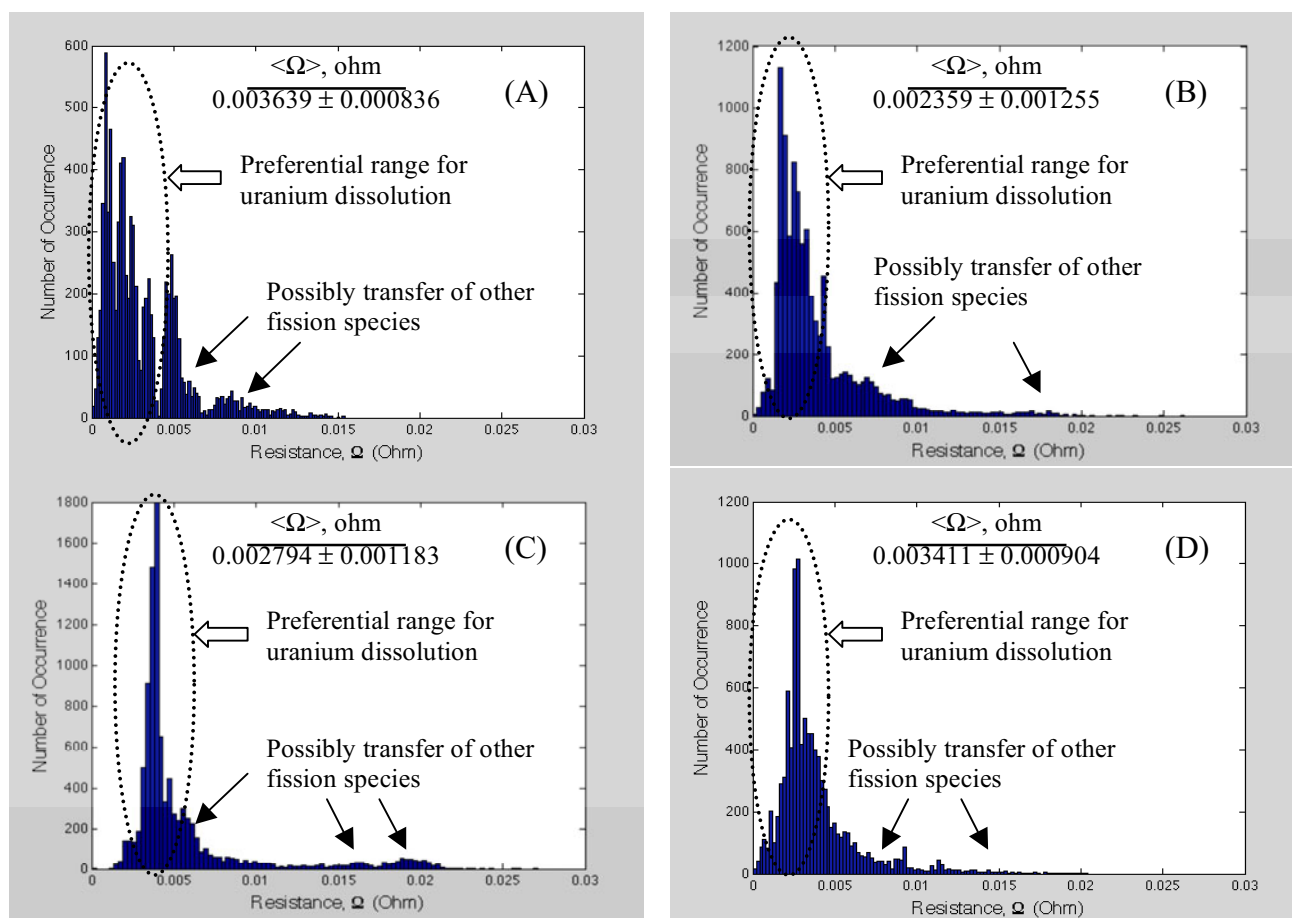 <Ω>, ohm
0.003639 ± 0.000836
(A)
Preferential range for
uranium dissolution
Possibly transfer of other
fission species
Number of Occurrence
600
500
400
300
200
100
0
0
0.005
0.01
0.015
0.02
0.025
0.03
Resistance, Ω (Ohm)
<Ω>, ohm
0.002359 ± 0.001255
(B)
Preferential range for
uranium dissolution
Possibly transfer of other
fission species
Number of Occurrence
1200
1000
800
600
400
200
0
0
0.005
0.01
0.015
0.02
0.025
0.03
Resistance, Ω (Ohm)
<Ω>, ohm
0.002794 ± 0.001183
(C)
Preferential range for
uranium dissolution
Possibly transfer of other
fission species
Number of Occurrence
1800
1600
1400
1200
1000
800
600
400
200
0
0
0.005
0.01
0.015
0.02
0.025
0.03
Resistance, Ω (Ohm)
<Ω>, ohm
0.003411 ± 0.000904
(D)
Preferential range for
uranium dissolution
Possibly transfer of other
fission species
Number of Occurrence
1200
1000
800
600
400
200
0
0
0.005
0.01
0.015
0.02
0.025
0.03
Resistance, Ω (Ohm)